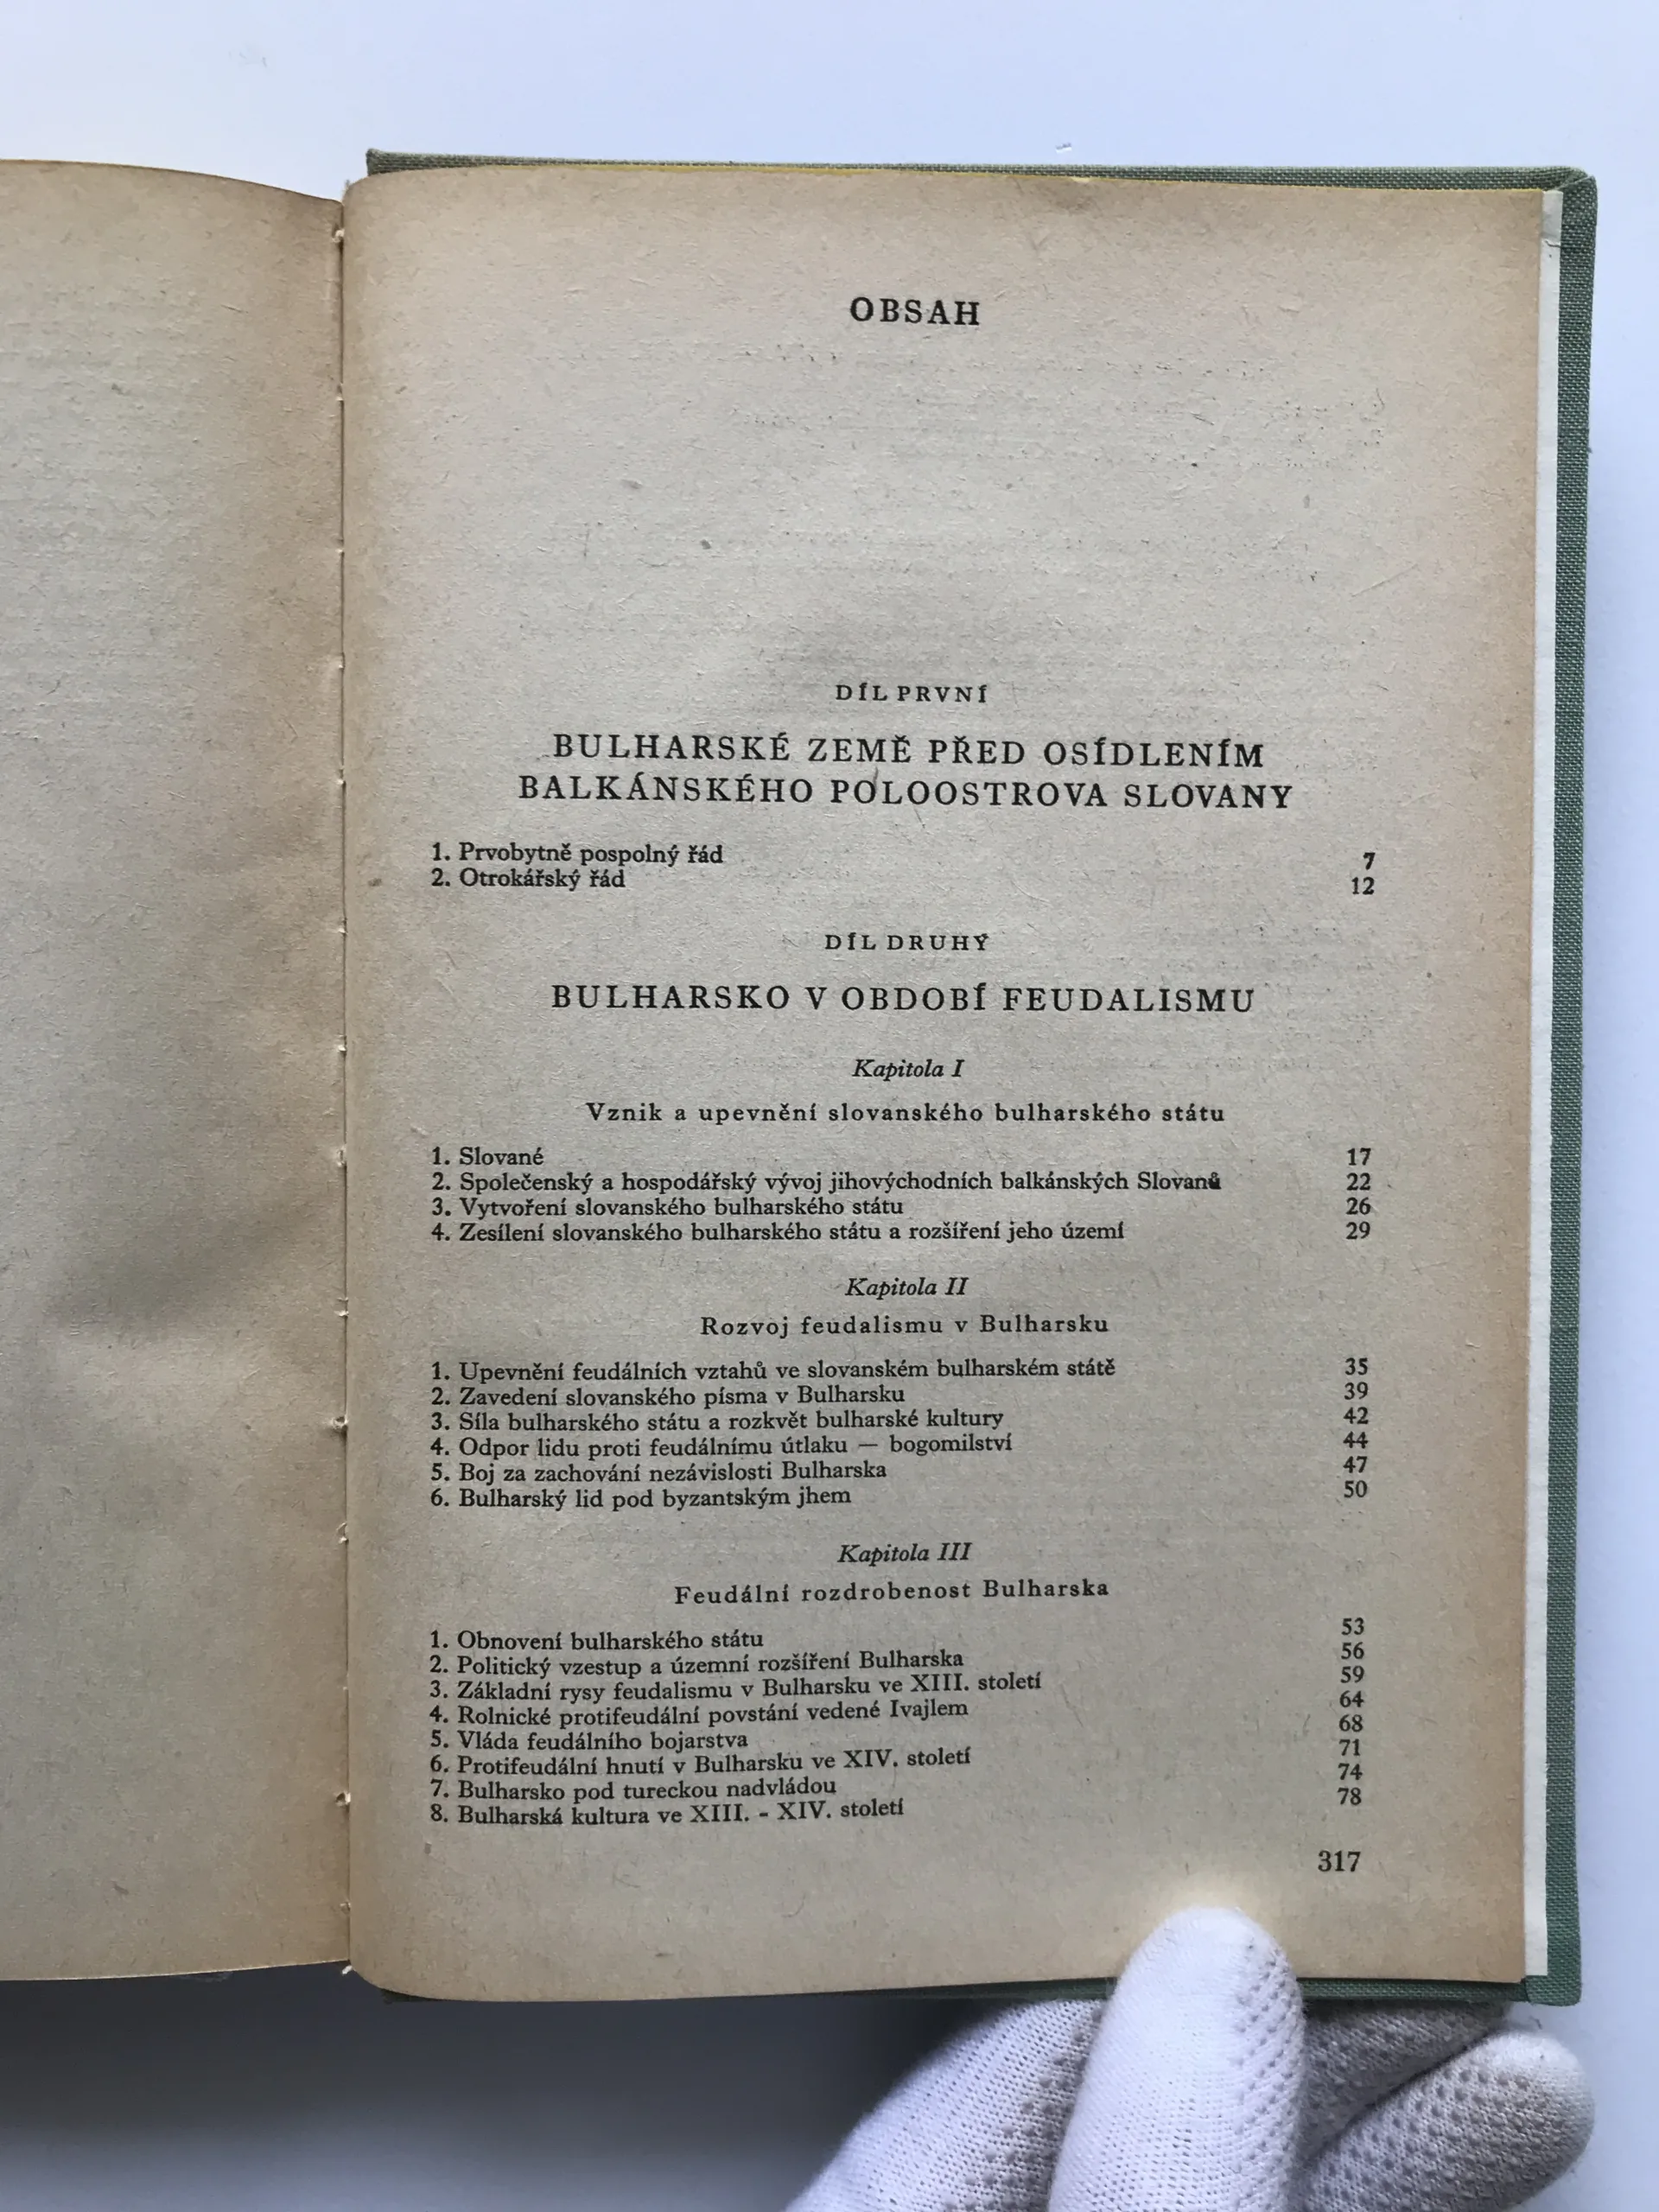 OBSAH
DÍL PRVNÍ
BULHARSKÉ ZEMĚ PŘED OSÍDLENÍM
BALKÁNSKÉHO POLOOSTROVA SLOVANY
1. Prvobytně pospolný řád 7
2. Otrokářský řád 12
DÍL DRUHÝ
BULHARSKO V OBDOBÍ FEUDALISMU
Kapitola I
Vznik a upevnění slovanského bulharského státu
1. Slované 17
2. Společenský a hospodářský vývoj jihovýchodních balkánských Slovanů 22
3. Vytvoření slovanského bulharského státu 26
4. Zesílení slovanského bulharského státu a rozšíření jeho území 29
Kapitola II
Rozvoj feudalismu v Bulharsku
1. Upevnění feudálních vztahů ve slovanském bulharském státě 35
2. Zavedení slovanského písma v Bulharsku 39
3. Síla bulharského státu a rozkvět bulharské kultury 42
4. Odpor lidu proti feudálnímu útlaku — bogomilství 44
5. Boj za zachování nezávislosti Bulharska 47
6. Bulharský lid pod byzantským jhem 50
Kapitola III
Feudální rozdrobenost Bulharska
1. Obnovení bulharského státu 53
2. Politický vzestup a územní rozšíření Bulharska 56
3. Základní rysy feudalismu v Bulharsku ve XIII. století 59
4. Rolnické protifeudální povstání vedené Ivajlem 64
5. Vláda feudálního bojarstva 68
6. Protifeudální hnutí v Bulharsku ve XIV. století 71
7. Bulharsko pod tureckou nadvládou 74
8. Bulharská kultura ve XIII. - XIV. století 78
317